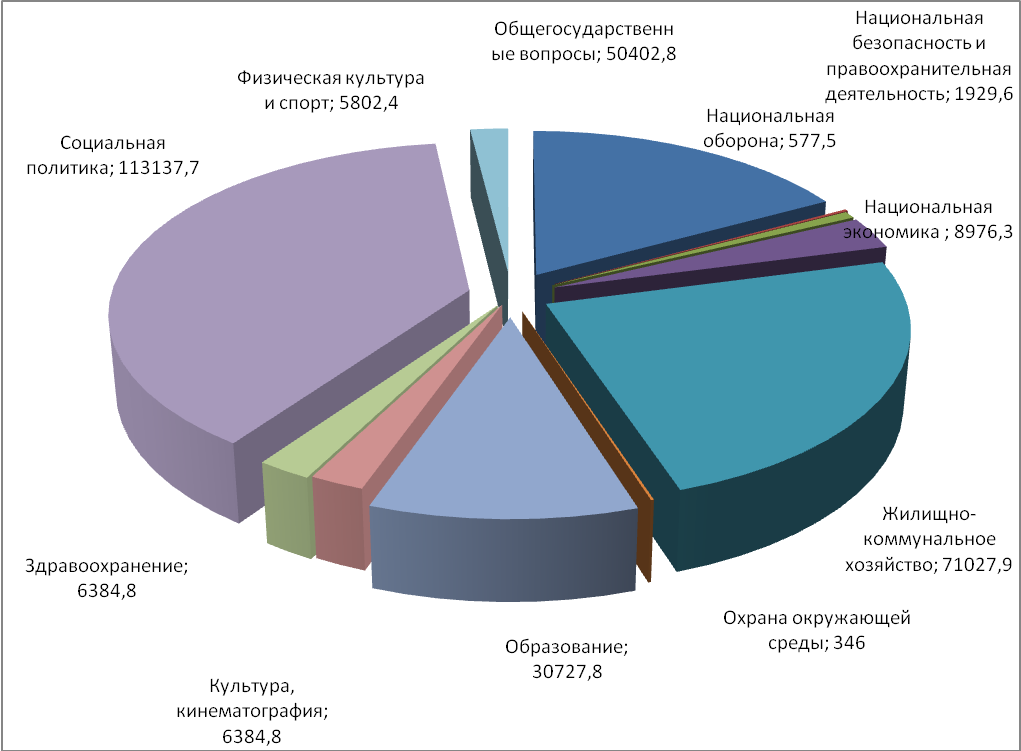 Общегосударственн
ые вопросы; 50402,8
Национальная
безопасность и
правоохранительная
деятельность; 1929,6
Национальная
оборона; 577,5
Национальная
экономика ; 8976,3
Жилищно-
коммунальное
хозяйство; 71027,9
Охрана окружающей
среды; 346
Образование;
30727,8
Культура,
кинематография;
6384,8
Здравоохранение;
6384,8
Социальная
политика; 113137,7
Физическая культура
и спорт; 5802,4